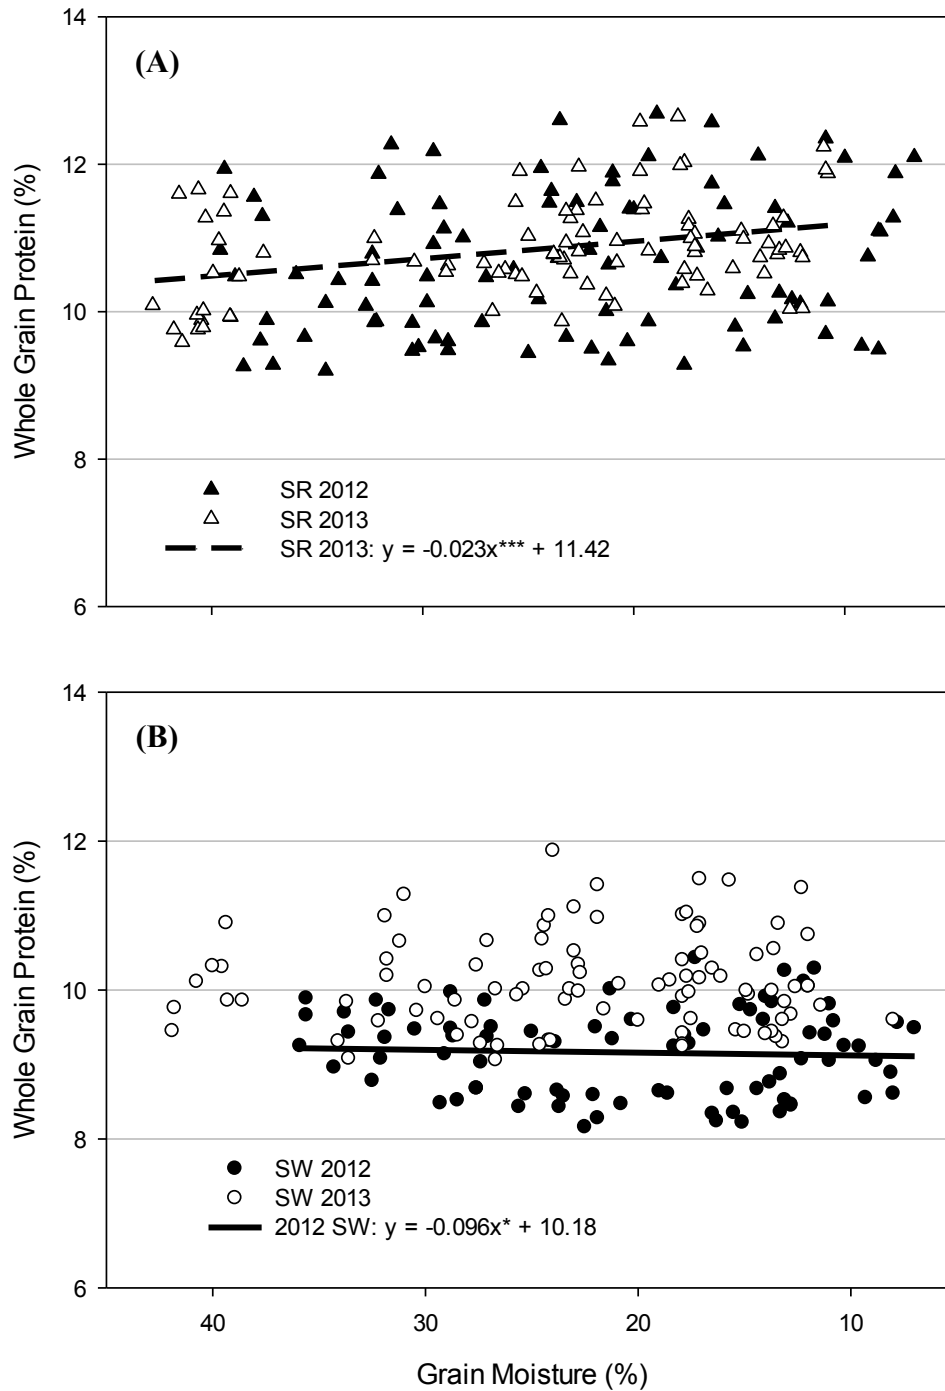 14
(A)
12
Whole Grain Protein (%)
10
8
SR 2012
SR 2013
SR 2013: y = -0.023x*** + 11.42
6
14
(B)
12
Whole Grain Protein (%)
10
8
SW 2012
SW 2013
2012 SW: y = -0.096x* + 10.18
6
40 30 20 10
Grain Moisture (%)